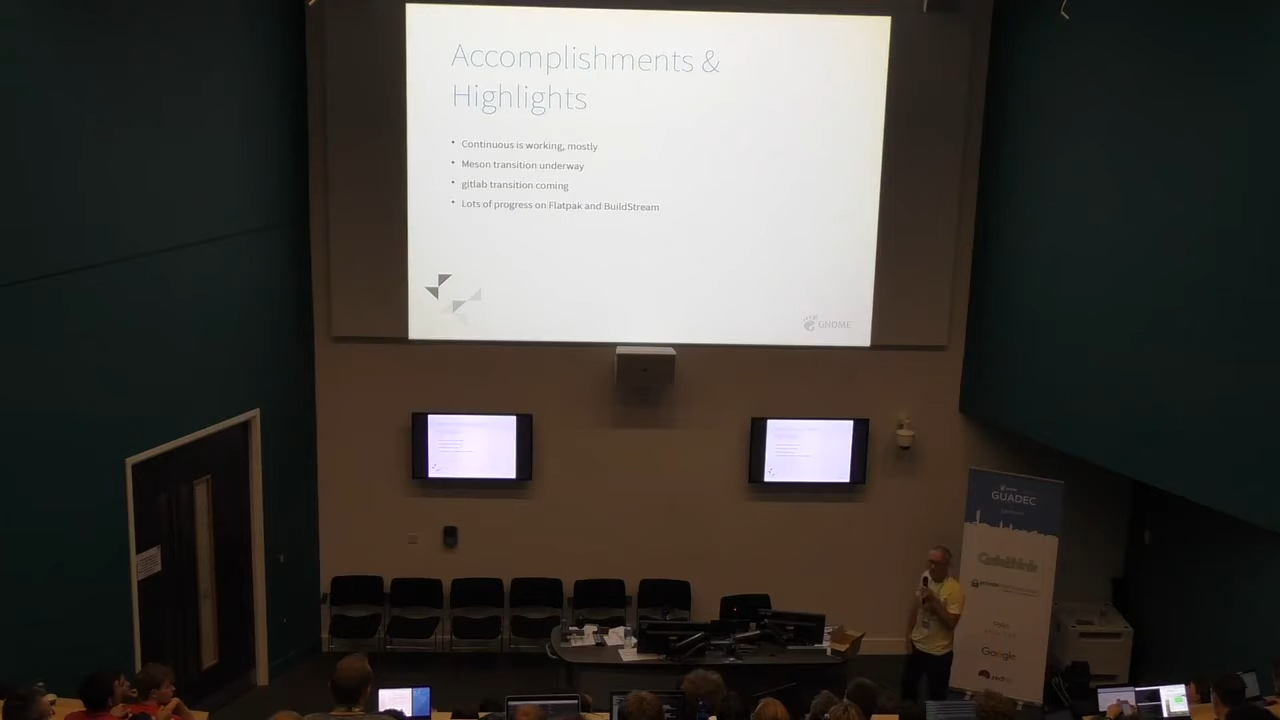 Accomplishments &
Highlights
Continuous is working, mostly
Meson transition underway
gitlab transition coming
Lots of progress on Flatpak and BuildStream
GNOME
GUADEC
Codethink
Google